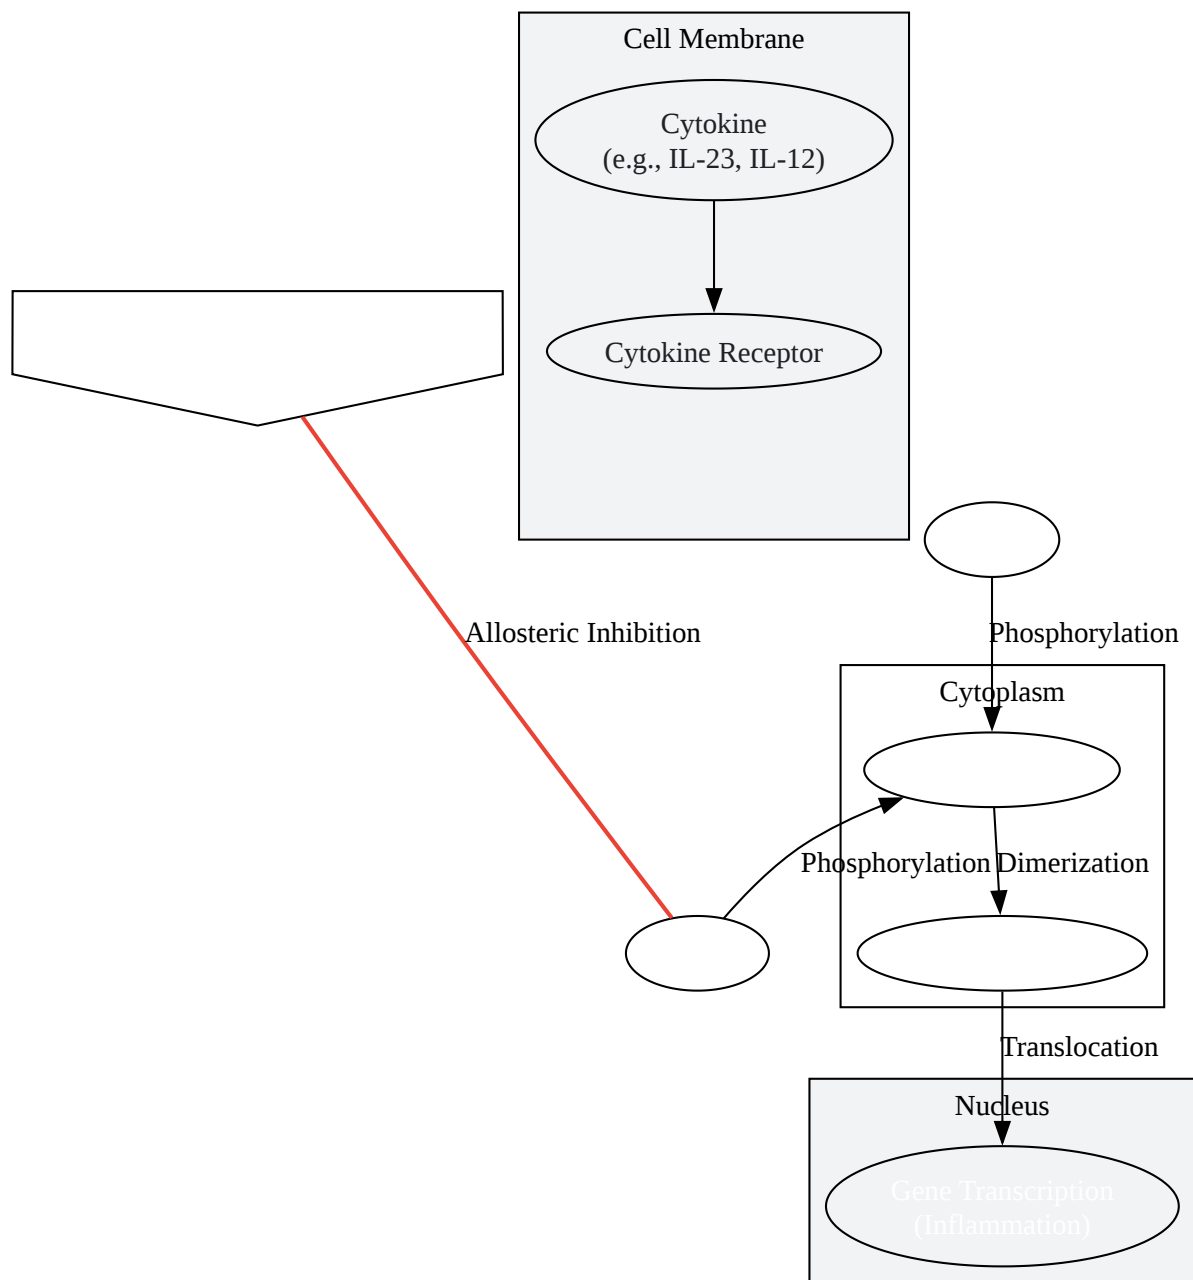 Cell Membrane
Cytokine
(e.g., IL-23, IL-12)
Cytokine Receptor
Allosteric Inhibition
Phosphorylation
Cytoplasm
Phosphorylation
Dimerization
Translocation
Nucleus
Gene Transcription
(Inflammation)